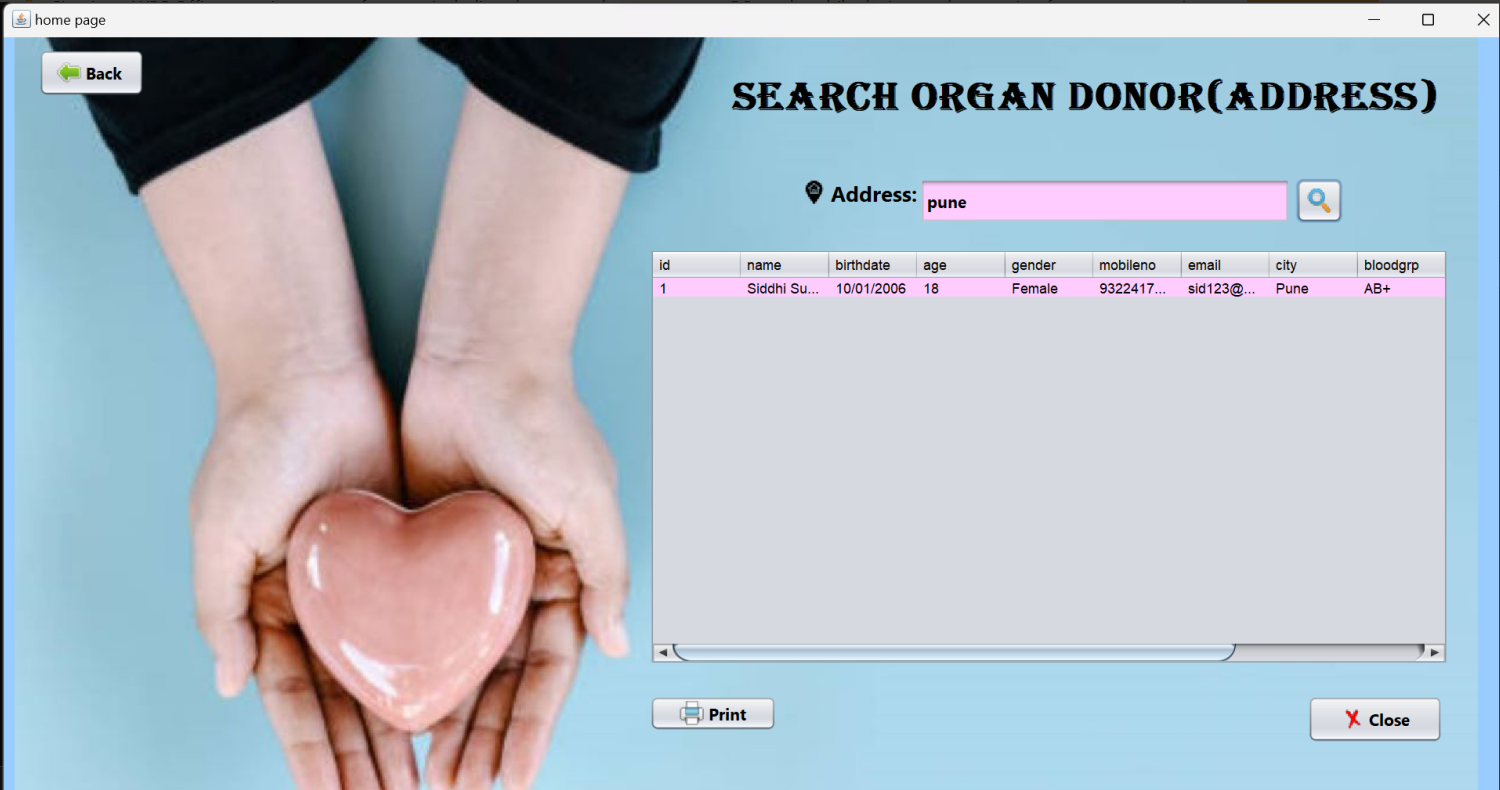 home page
Back
SEARCH ORGAN DONOR(ADDRESS)
Address: pune
id name birthdate age gender mobileno email city bloodgrp
1 Siddhi Su... 10/01/2006 18 Female 9322417... sid123@... Pune AB+
Print
Close